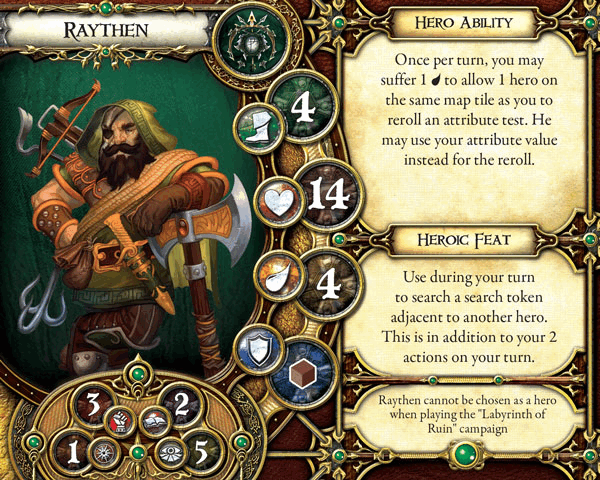 RAYTHEN
4
14
4
3
2
1
5
HERO ABILITY
Once per turn, you may
suffer 1 to allow 1 hero on
the same map tile as you to
reroll an attribute test. He
may use your attribute value
instead for the reroll.
HEROIC FEAT
Use during your turn
to search a search token
adjacent to another hero.
This is in addition to your 2
actions on your turn.
Raythen cannot be chosen as a hero
when playing the "Labyrinth of
Ruin" campaign